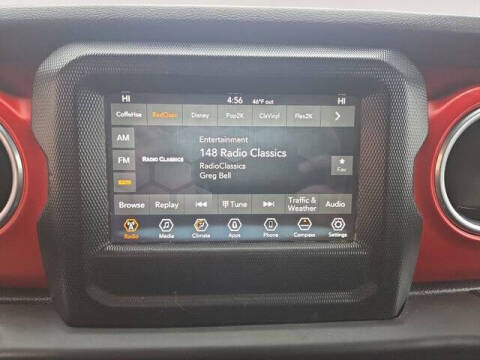 HI 4:56 46°F out HI
CoffeHse RadClssc Disney Pop2K ClsVinyl Flex2K
AM
Entertainment
148 Radio Classics
FM
RADIO CLASSICS
RadioClassics
Greg Bell
Fav
Browse Replay Tune Traffic & Weather Audio
Radio Media Climate Apps Phone Compass Settings